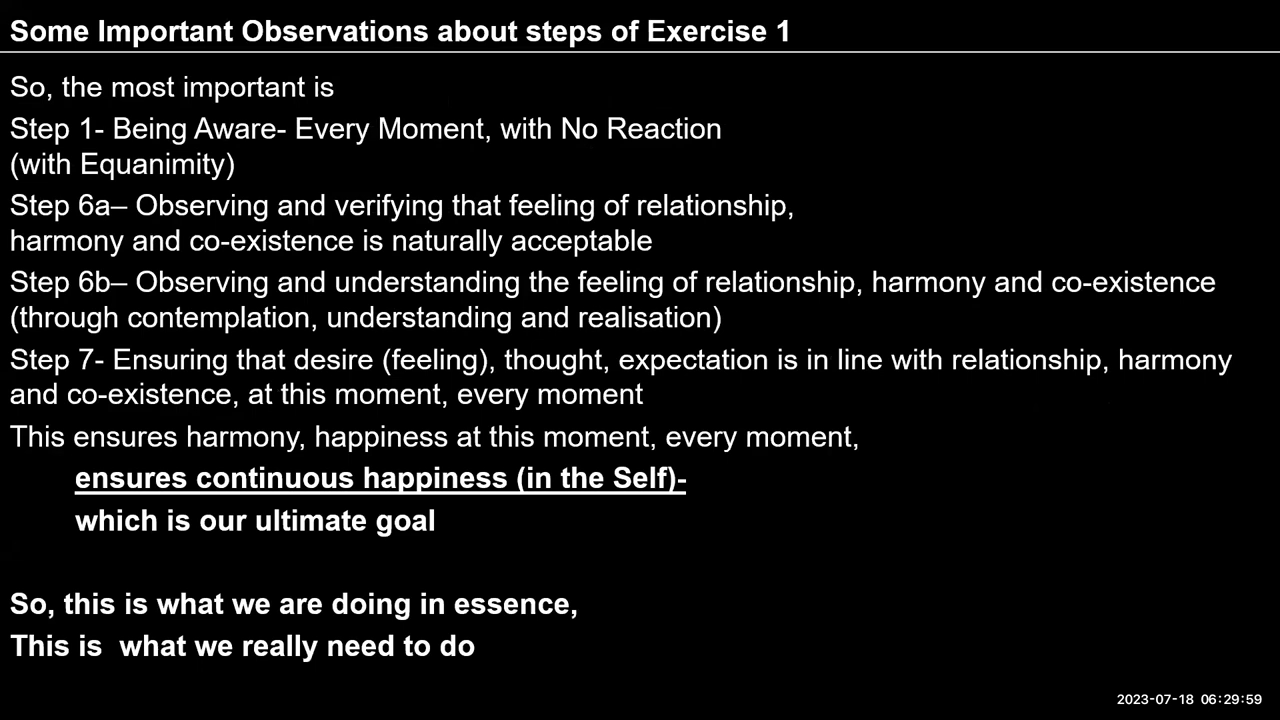 Some Important Observations about steps of Exercise 1
So, the most important is
Step 1- Being Aware- Every Moment, with No Reaction
(with Equanimity)
Step 6a– Observing and verifying that feeling of relationship,
harmony and co-existence is naturally acceptable
Step 6b– Observing and understanding the feeling of relationship, harmony and co-existence
(through contemplation, understanding and realisation)
Step 7- Ensuring that desire (feeling), thought, expectation is in line with relationship, harmony
and co-existence, at this moment, every moment
This ensures harmony, happiness at this moment, every moment,
ensures continuous happiness (in the Self)-
which is our ultimate goal
So, this is what we are doing in essence,
This is  what we really need to do
2023-07-18 06:29:59